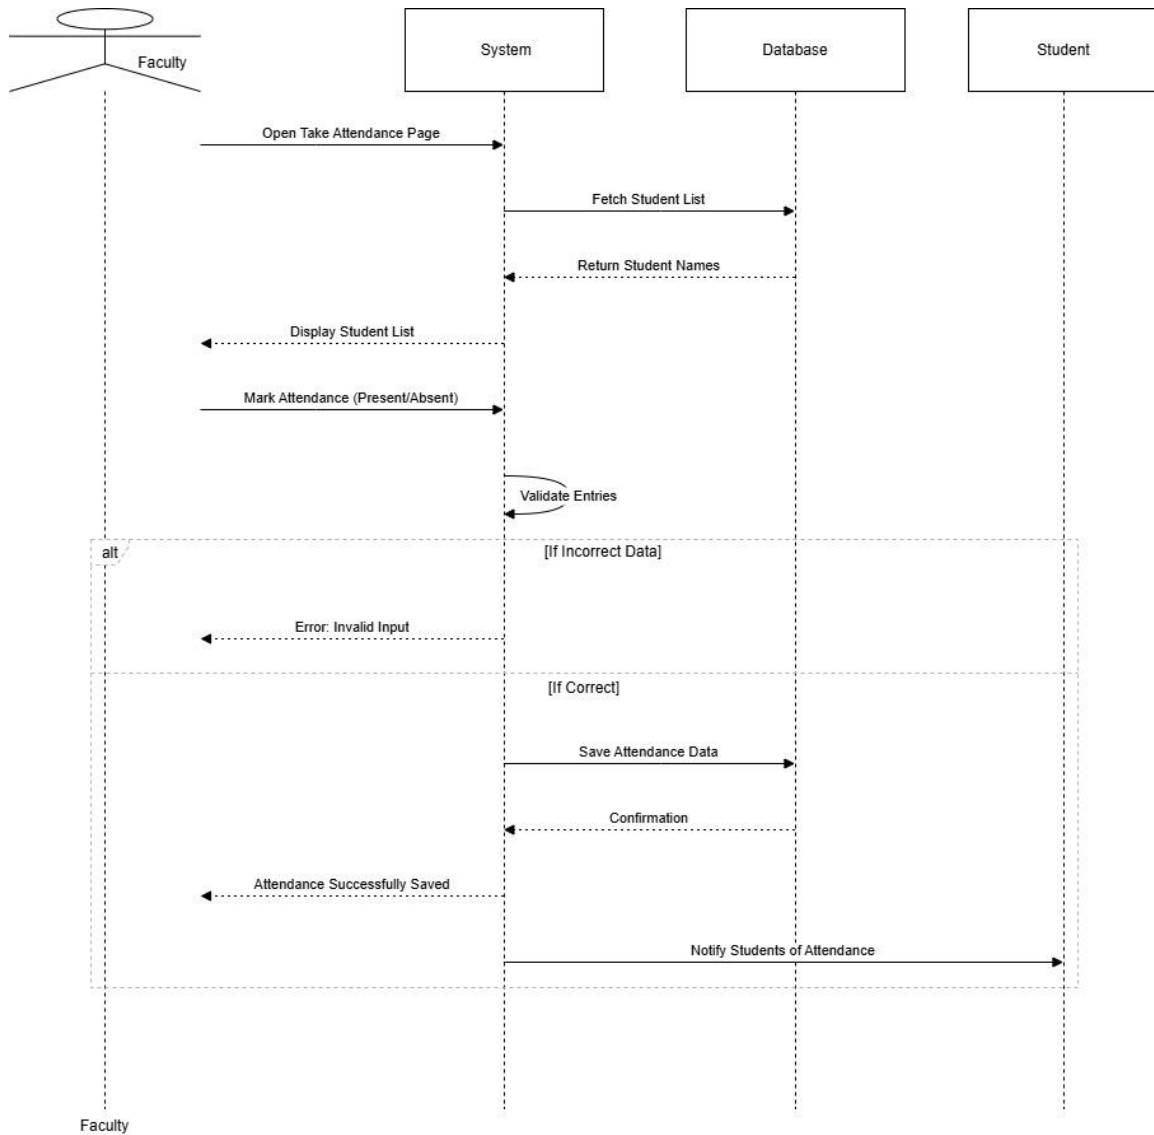 System
Database
Student
Faculty
Open Take Attendance Page
Fetch Student List
Return Student Names
Display Student List
Mark Attendance (Present/Absent)
Validate Entries
alt
[If Incorrect Data]
Error: Invalid Input
[If Correct]
Save Attendance Data
Confirmation
Attendance Successfully Saved
Notify Students of Attendance
Faculty